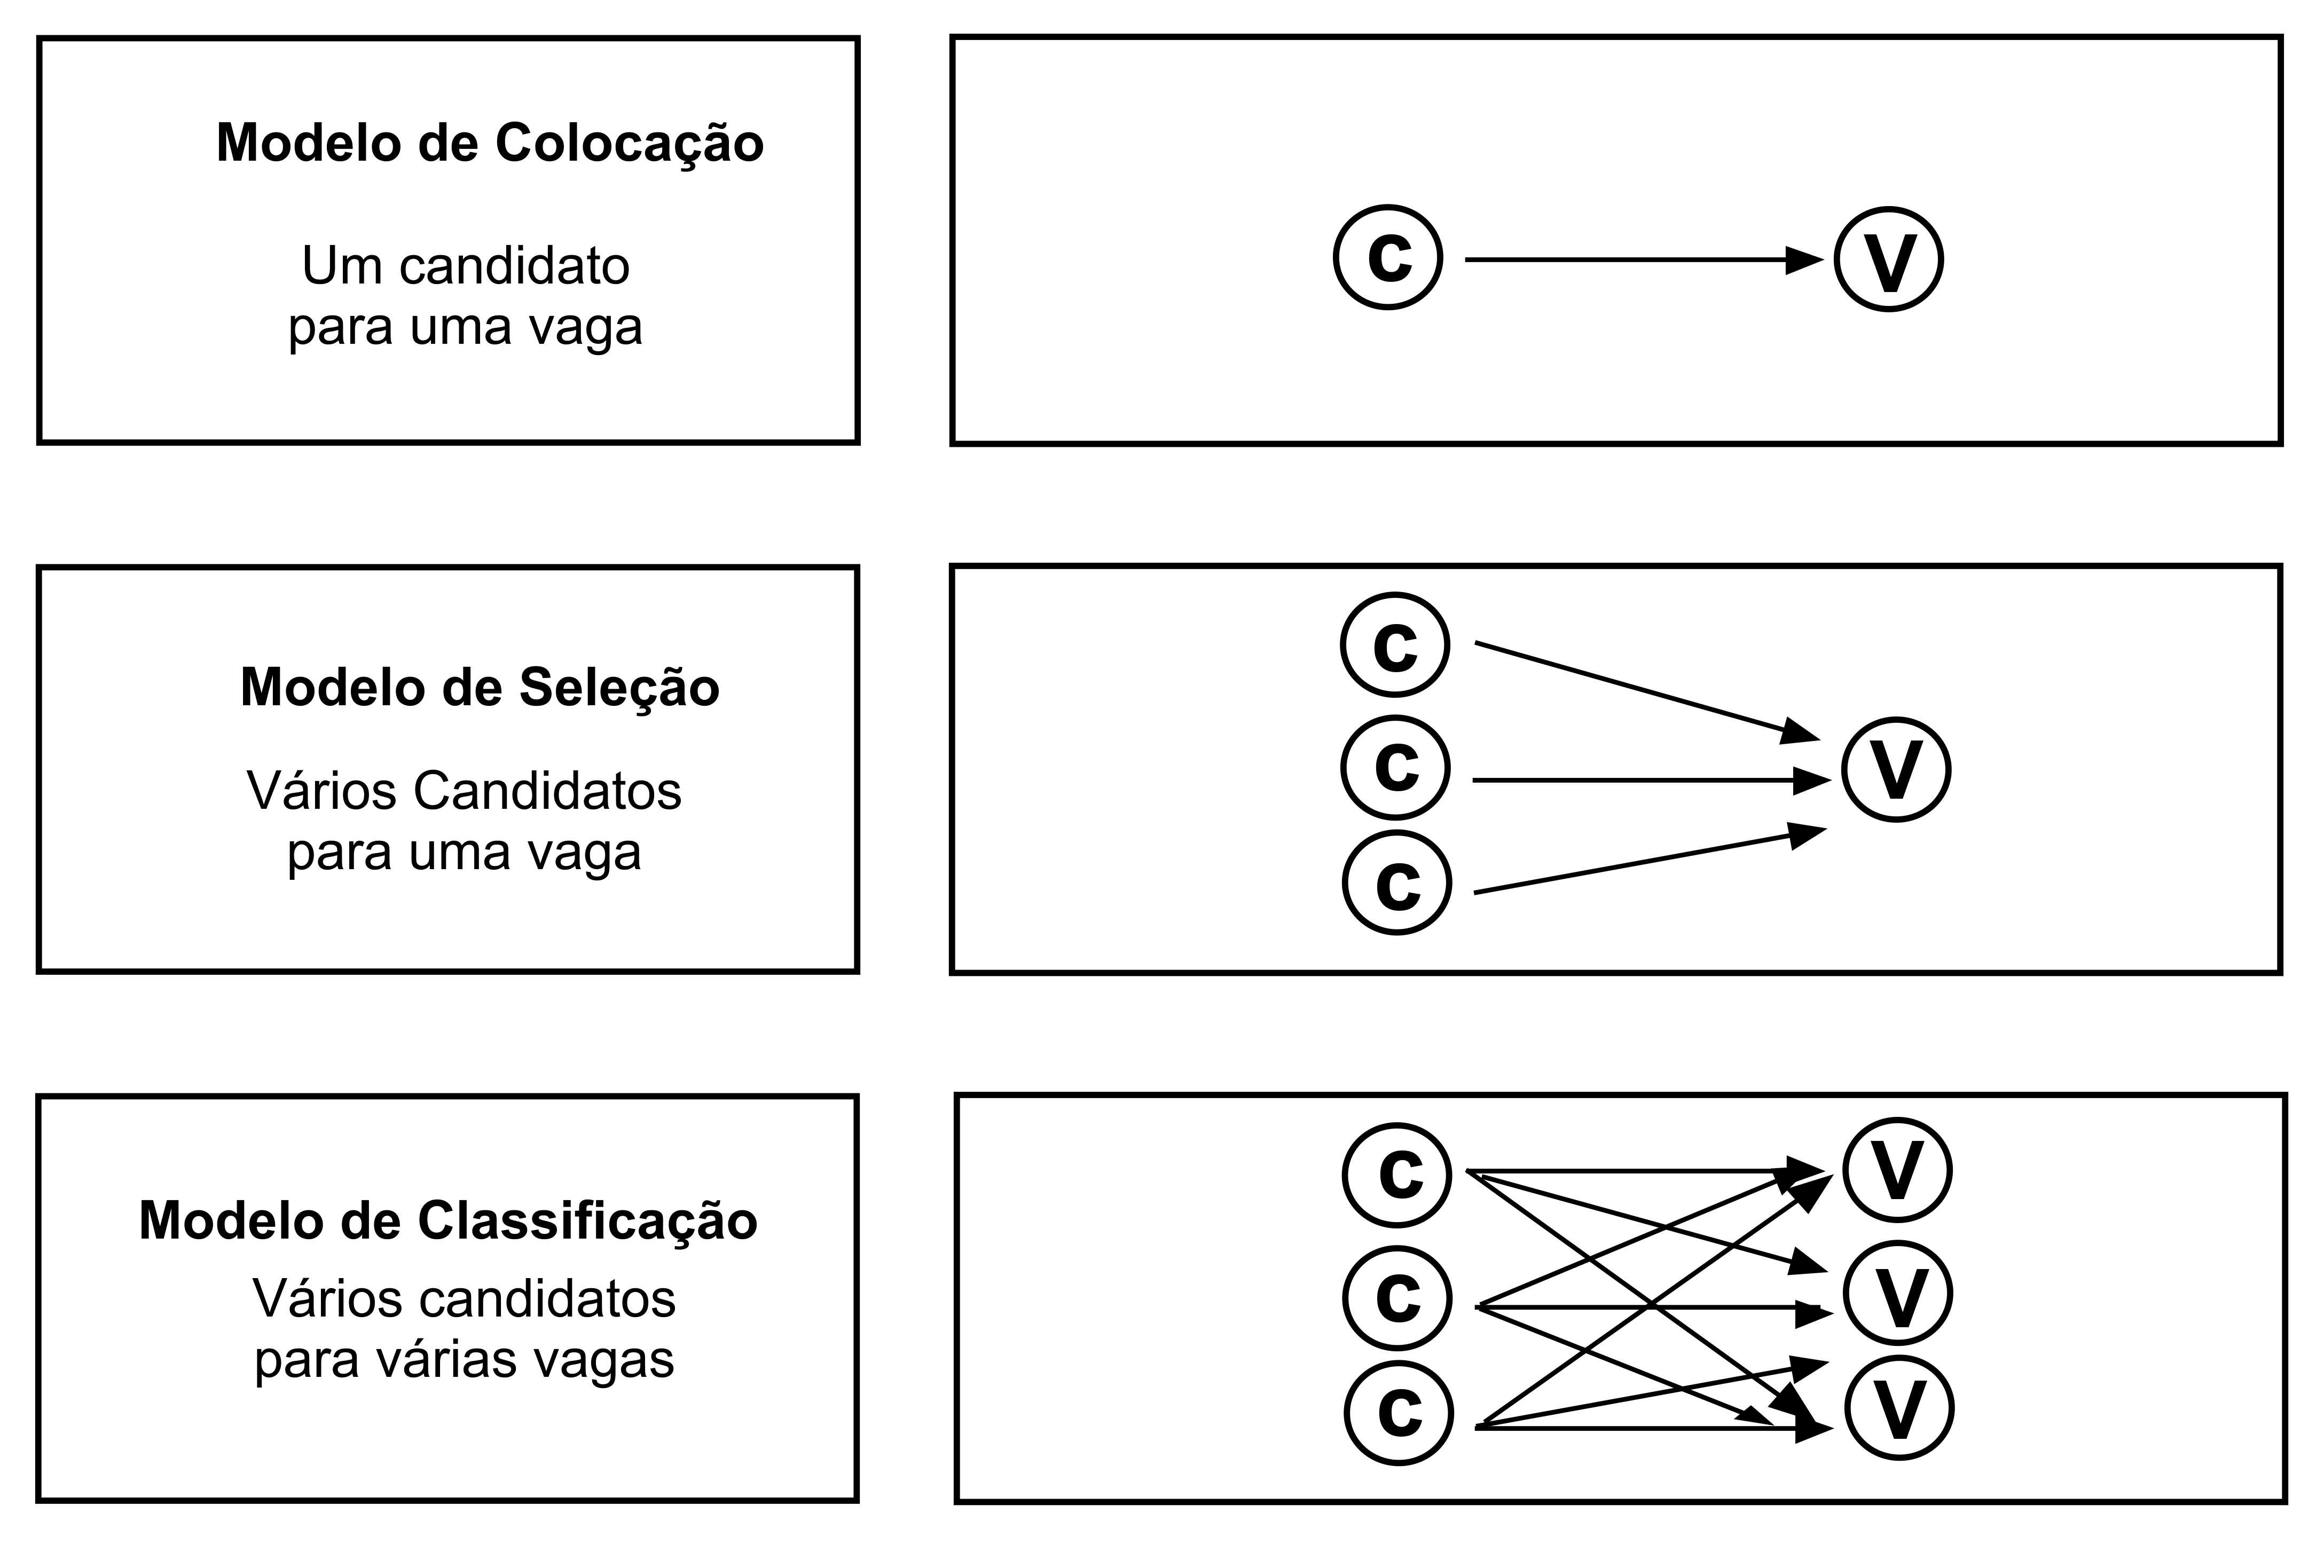 Modelo de Colocação
Um candidato
para uma vaga
C
V
Modelo de Seleção
Vários Candidatos
para uma vaga
C
C
C
V
Modelo de Classificação
Vários candidatos
para várias vagas
C
V
C
V
C
V